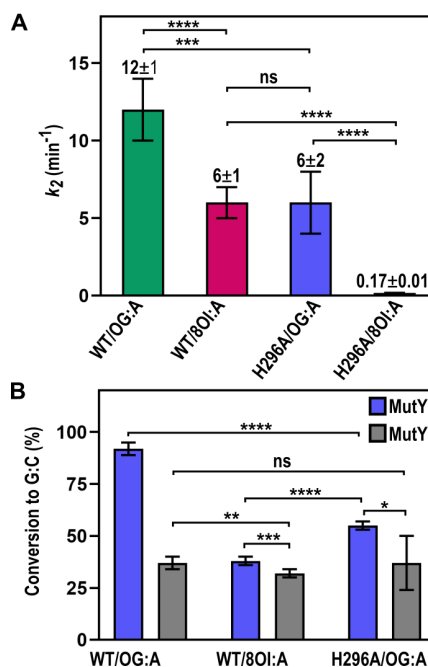 A
****
***
ns
****
****
12±1
6±1
6±2
0.17±0.01
k2 (min-1)
15
10
5
0
WT/OG:A
WT/8OI:A
H296A/OG:A
H296A/8OI:A
B
MutY
MutY
****
ns
****
**
***
*
Conversion to G:C (%)
100
75
50
25
0
WT/OG:A
WT/8OI:A
H296A/OG:A